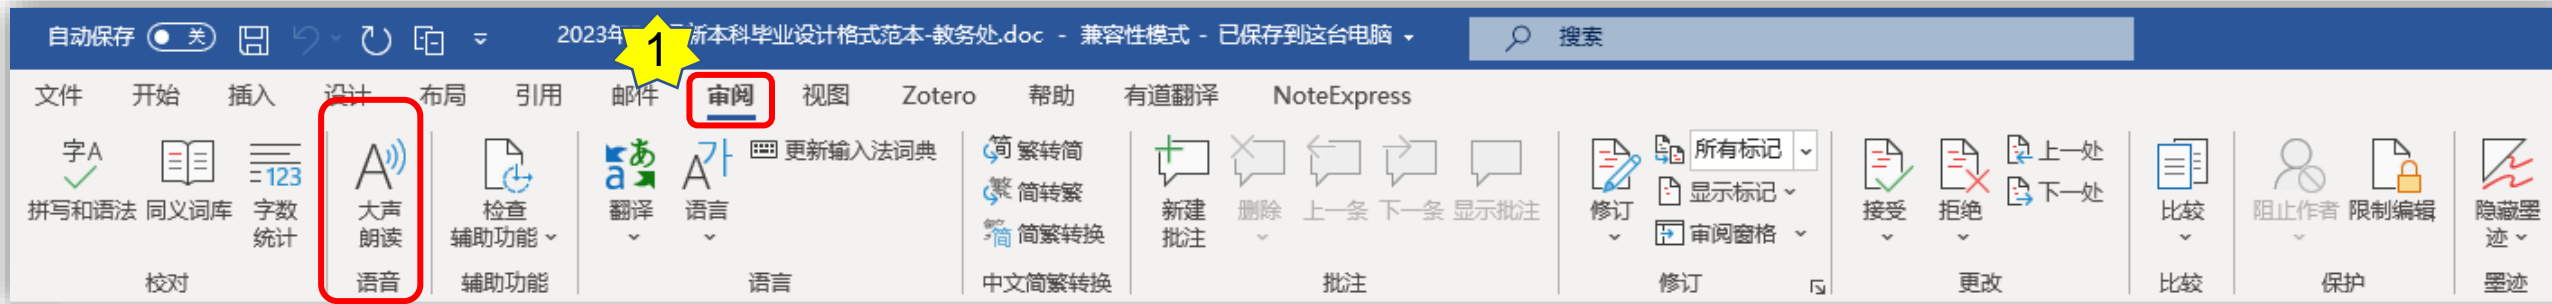 自动保存 关 2023年 新本科毕业设计格式范本-教务处.doc - 兼容性模式 - 已保存到这台电脑 搜索
1
文件 开始 插入 设计 布局 引用 邮件 审阅 视图 Zotero 帮助 有道翻译 NoteExpress
拼写和语法 同义词库 字数统计 大声朗读 检查辅助功能 翻译 语言 更新输入法词典
繁转简
简转繁
简繁转换
新建批注 删除 上一条 下一条 显示批注
修订 所有标记
显示标记
审阅窗格
接受 拒绝 上一处
下一处
比较 阻止作者 限制编辑 隐藏墨迹
校对 语音 辅助功能 语言 中文简繁转换 批注 修订 更改 比较 保护 墨迹